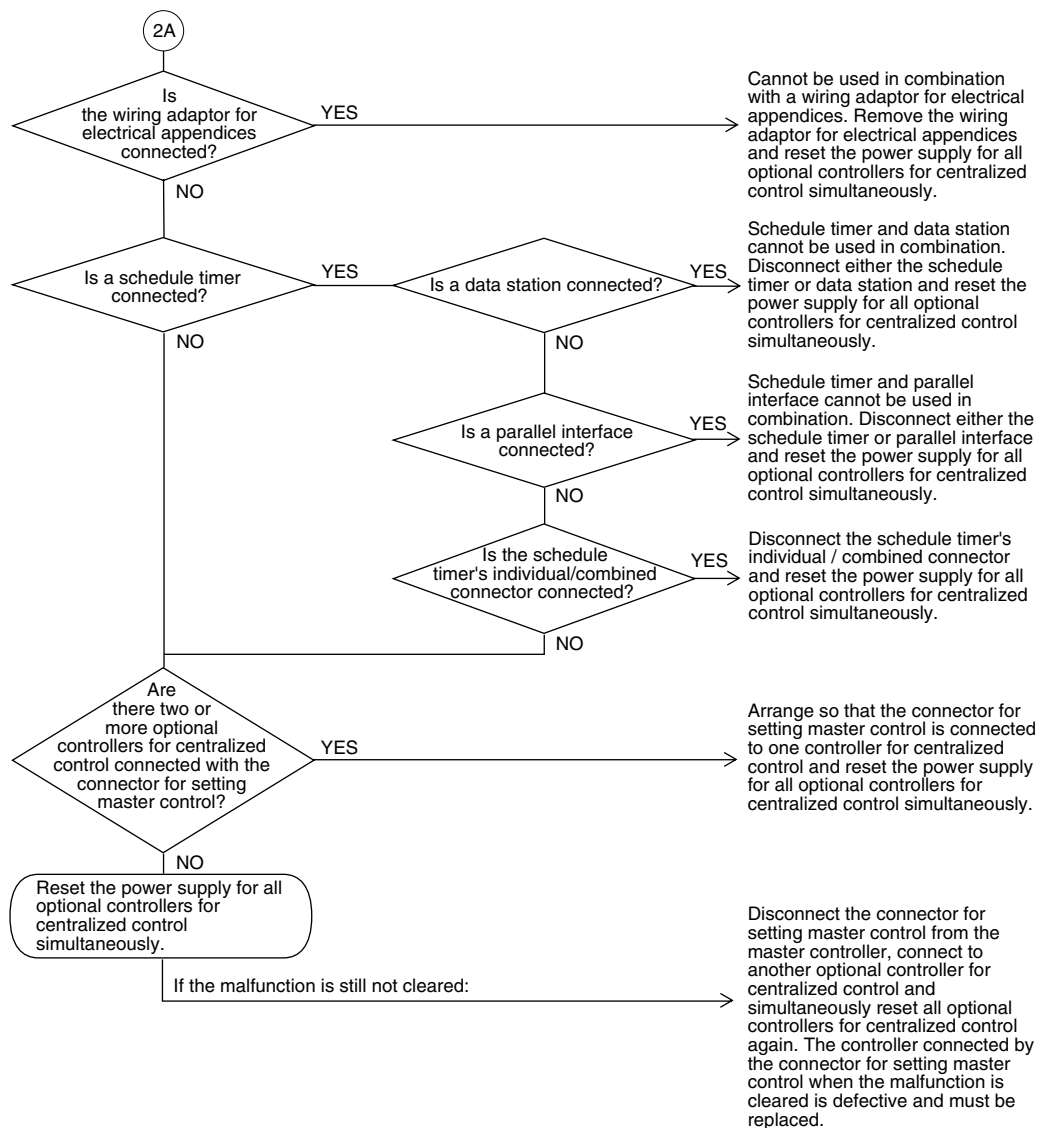 2A
Is
the wiring adaptor for
electrical appendices
connected?
YES
Cannot be used in combination
with a wiring adaptor for electrical
appendices. Remove the wiring
adaptor for electrical appendices
and reset the power supply for all
optional controllers for centralized
control simultaneously.
NO
Is a schedule timer
connected?
YES
Is a data station connected?
YES
Schedule timer and data station
cannot be used in combination.
Disconnect either the schedule
timer or data station and reset the
power supply for all optional
controllers for centralized control
simultaneously.
NO
NO
Is a parallel interface
connected?
YES
Schedule timer and parallel
interface cannot be used in
combination. Disconnect either the
schedule timer or parallel interface
and reset the power supply for all
optional controllers for centralized
control simultaneously.
NO
Is the schedule
timer's individual/combined
connector connected?
YES
Disconnect the schedule timer's
individual / combined connector
and reset the power supply for all
optional controllers for centralized
control simultaneously.
NO
Are
there two or
more optional
controllers for centralized
control connected with the
connector for setting
master control?
YES
Arrange so that the connector for
setting master control is connected
to one controller for centralized
control and reset the power supply
for all optional controllers for
centralized control simultaneously.
NO
Reset the power supply for all
optional controllers for
centralized control
simultaneously.
If the malfunction is still not cleared:
Disconnect the connector for
setting master control from the
master controller, connect to
another optional controller for
centralized control and
simultaneously reset all optional
controllers for centralized control
again. The controller connected by
the connector for setting master
control when the malfunction is
cleared is defective and must be
replaced.